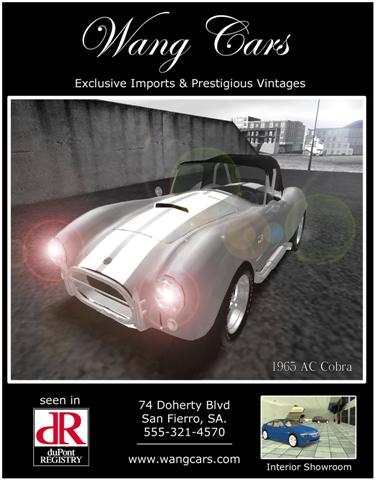 Wang Cars
Exclusive Imports & Prestigious Vintages
1965 AC Cobra
seen in
dR
duPont
REGISTRY
74 Doherty Blvd
San Fierro, SA.
555-321-4570
www.wangcars.com
Interior Showroom